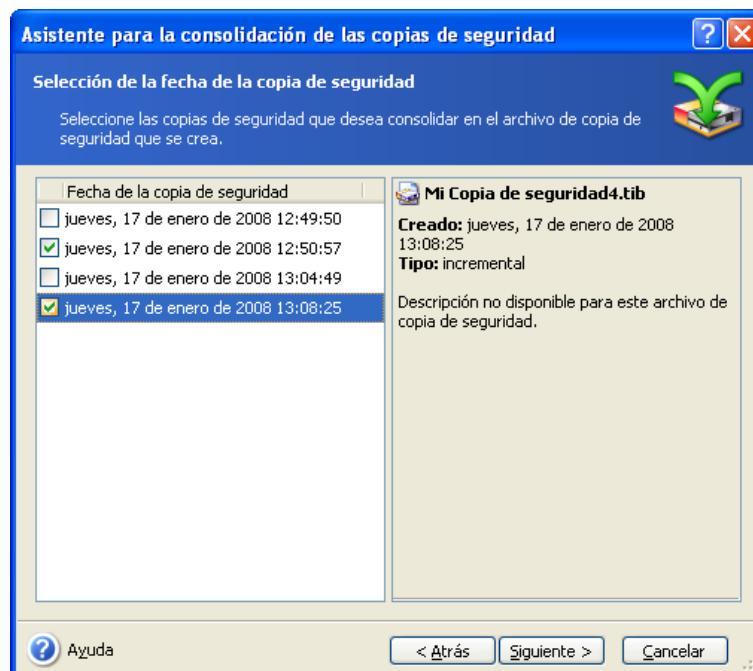 Asistente para la consolidación de las copias de seguridad
Selección de la fecha de la copia de seguridad
Seleccione las copias de seguridad que desea consolidar en el archivo de copia de
seguridad que se crea.
Fecha de la copia de seguridad
jueves, 17 de enero de 2008 12:49:50
jueves, 17 de enero de 2008 12:50:57
jueves, 17 de enero de 2008 13:04:49
jueves, 17 de enero de 2008 13:08:25
Mi Copia de seguridad4.tib
Creado: jueves, 17 de enero de 2008
13:08:25
Tipo: incremental
Descripción no disponible para este archivo de
copia de seguridad.
Ayuda
< Atrás
Siguiente >
Cancelar